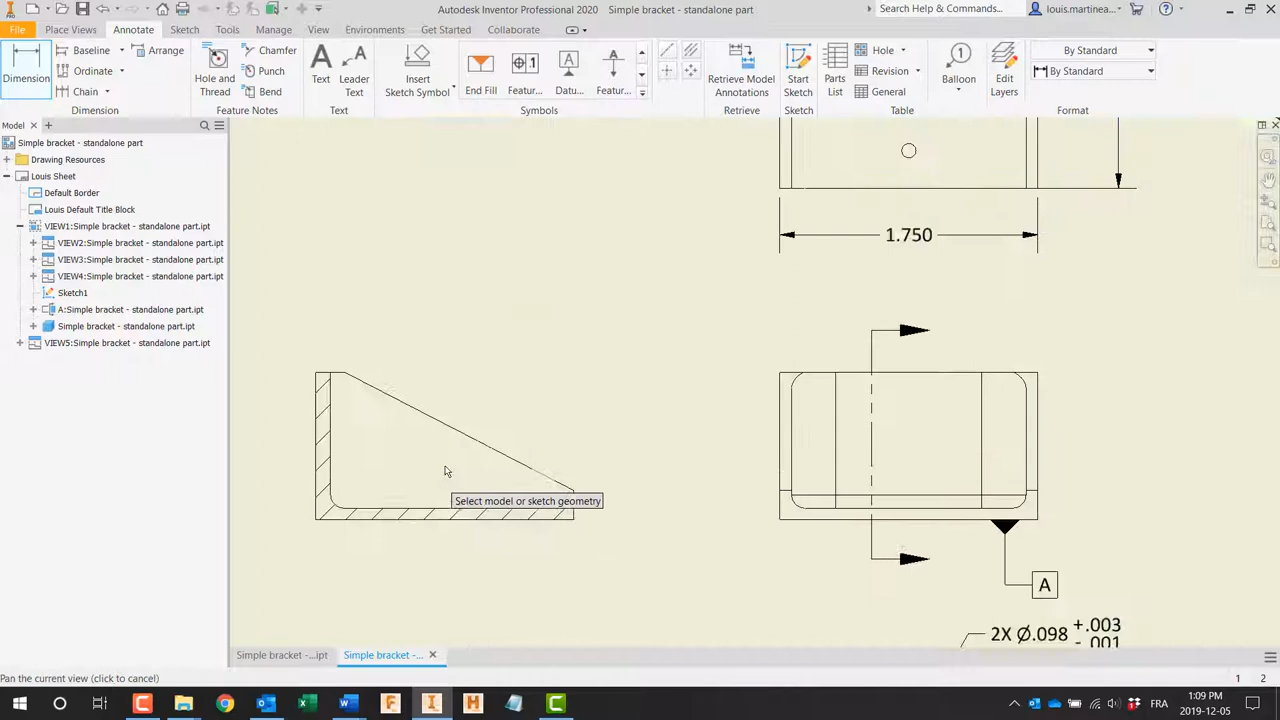 Autodesk Inventor Professional 2020 Simple bracket - standalone part
Search Help & Commands...
louis.martinea...
File Place Views Annotate Sketch Tools Manage View Environments Get Started Collaborate
Dimension
Baseline
Ordinate
Chain
Arrange
Dimension
Hole and
Thread
Chamfer
Punch
Bend
Feature Notes
Text
Leader
Text
Text
Insert
Sketch Symbol
End Fill
Featur...
Datu...
Featur...
Symbols
Retrieve Model
Annotations
Retrieve
Start
Sketch
Sketch
Parts
List
Hole
Revision
General
Table
Balloon
1
Edit
Layers
By Standard
By Standard
Format
Model
Simple bracket - standalone part
Drawing Resources
Louis Sheet
Default Border
Louis Default Title Block
VIEW1:Simple bracket - standalone part.ipt
VIEW2:Simple bracket - standalone part.ipt
VIEW3:Simple bracket - standalone part.ipt
VIEW4:Simple bracket - standalone part.ipt
Sketch1
A:Simple bracket - standalone part.ipt
Simple bracket - standalone part.ipt
VIEW5:Simple bracket - standalone part.ipt
1.750
Select model or sketch geometry
A
2X Ø.098 +.003
- .001
Simple bracket -...ipt
Simple bracket -...
Pan the current view (click to cancel)
1 2
FR
1:09 PM
2019-12-05